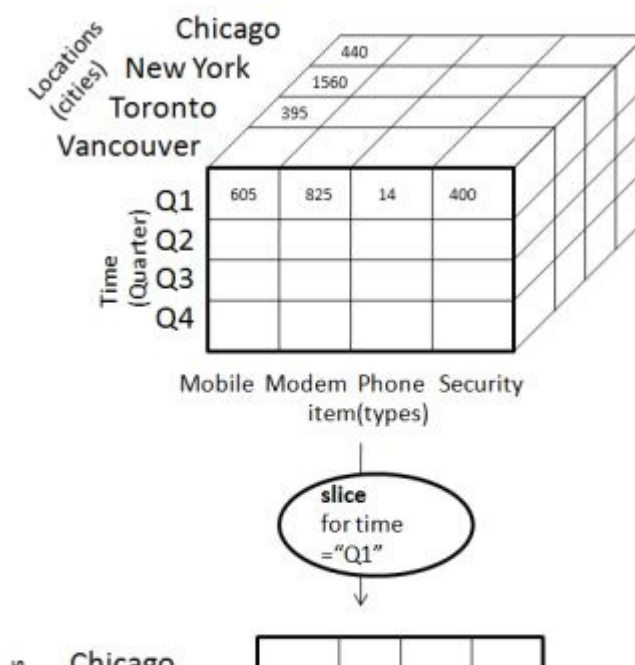 Locations
(cities)
Chicago
New York
Toronto
Vancouver
440
1560
395
Time
(Quarter)
Q1 605 825 14 400
Q2
Q3
Q4
Mobile Modem Phone Security
item(types)
slice
for time
="Q1"
Chicago